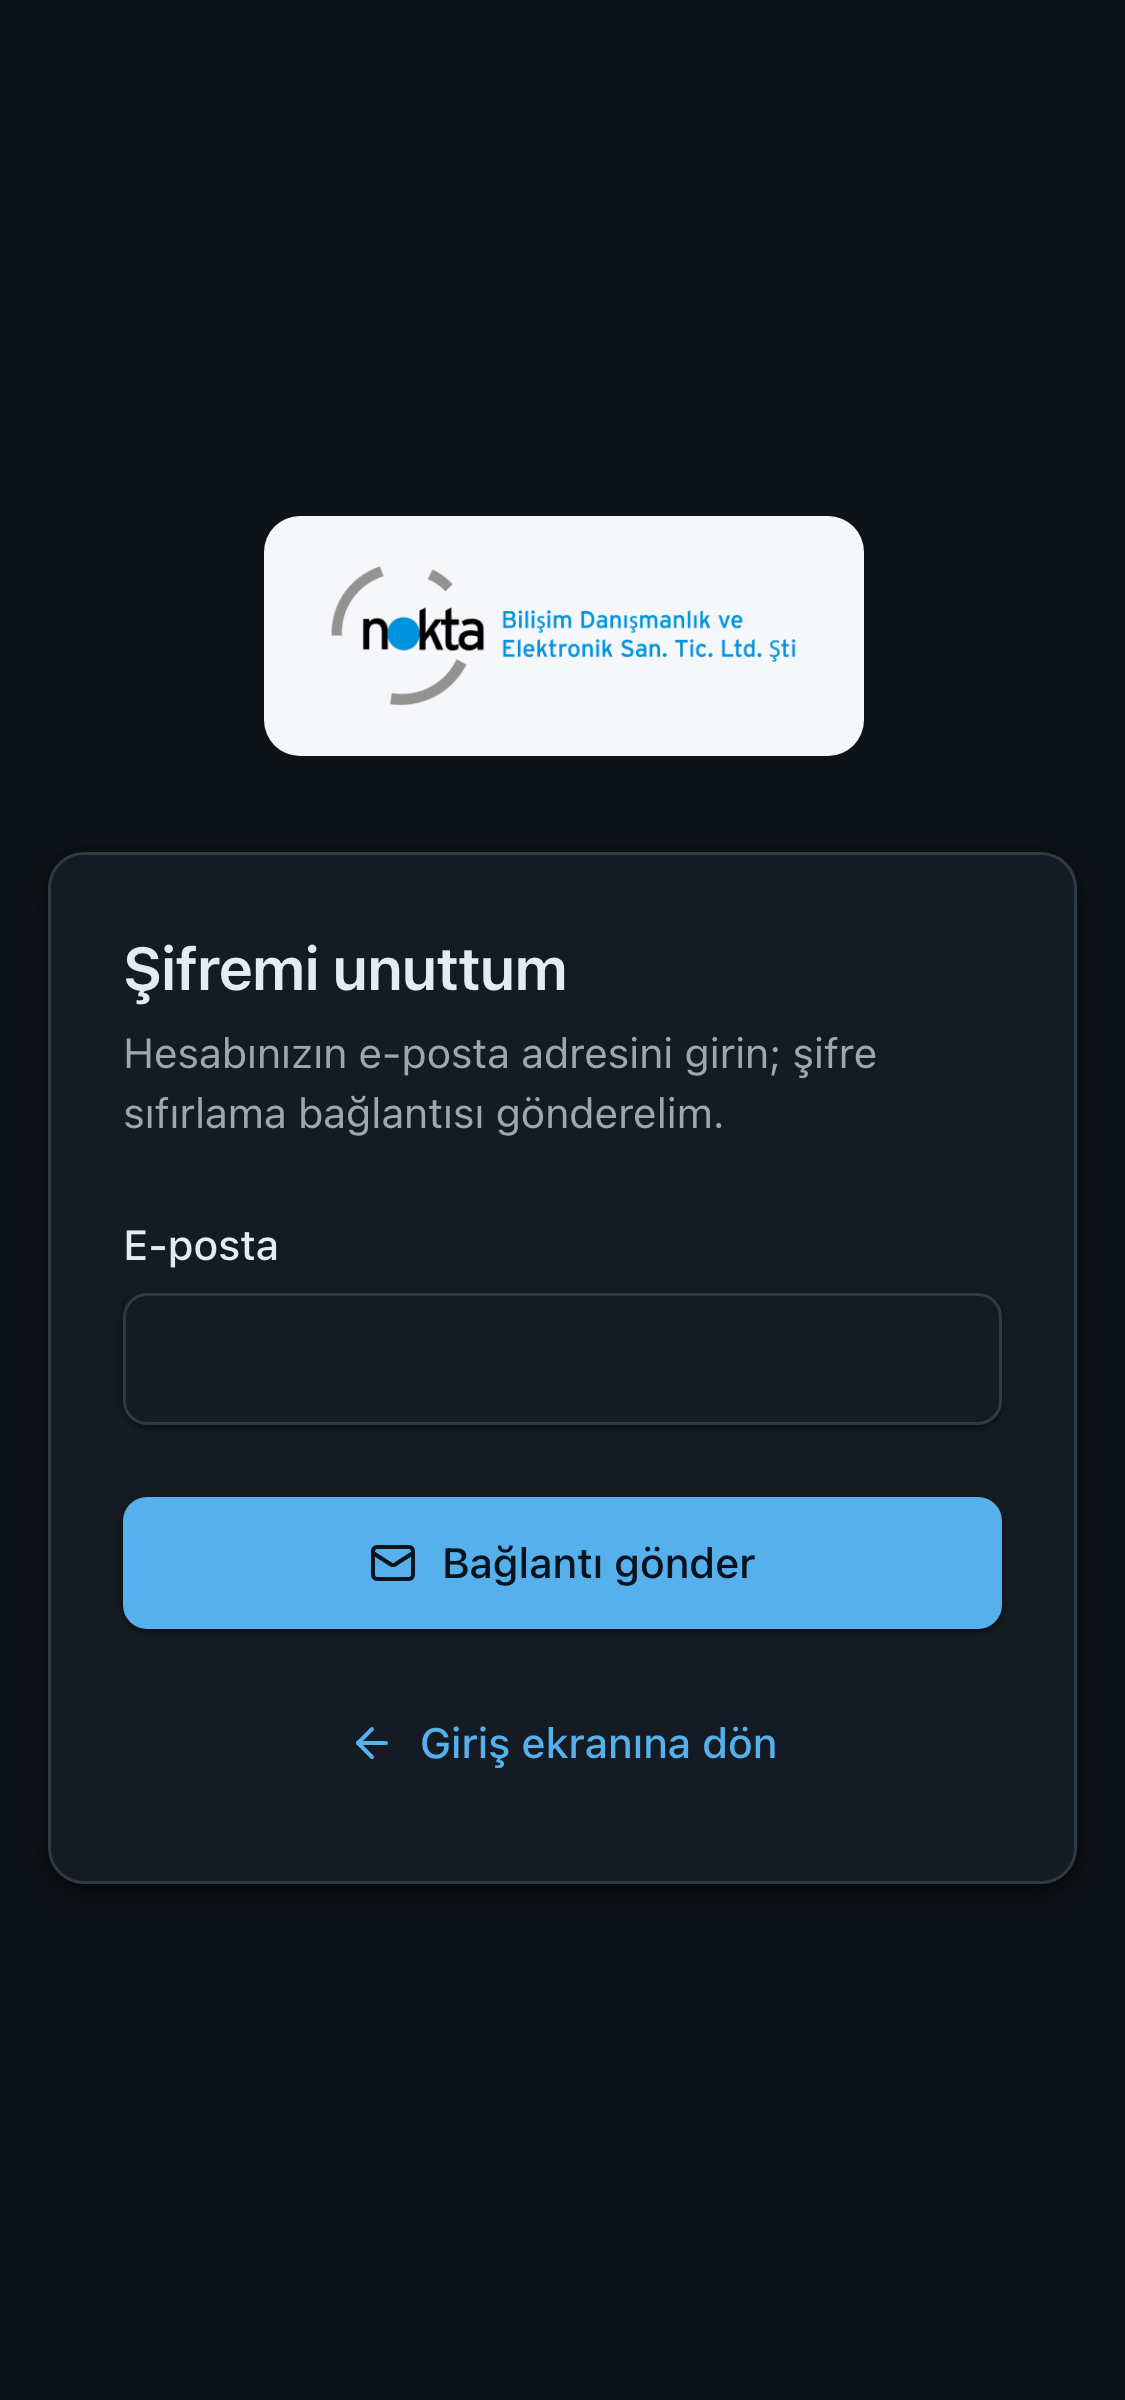 nokta
Bilişim Danışmanlık ve
Elektronik San. Tic. Ltd. Şti
Şifremi unuttum
Hesabınızın e-posta adresini girin; şifre
sıfırlama bağlantısı gönderelim.
E-posta
Bağlantı gönder
Giriş ekranına dön